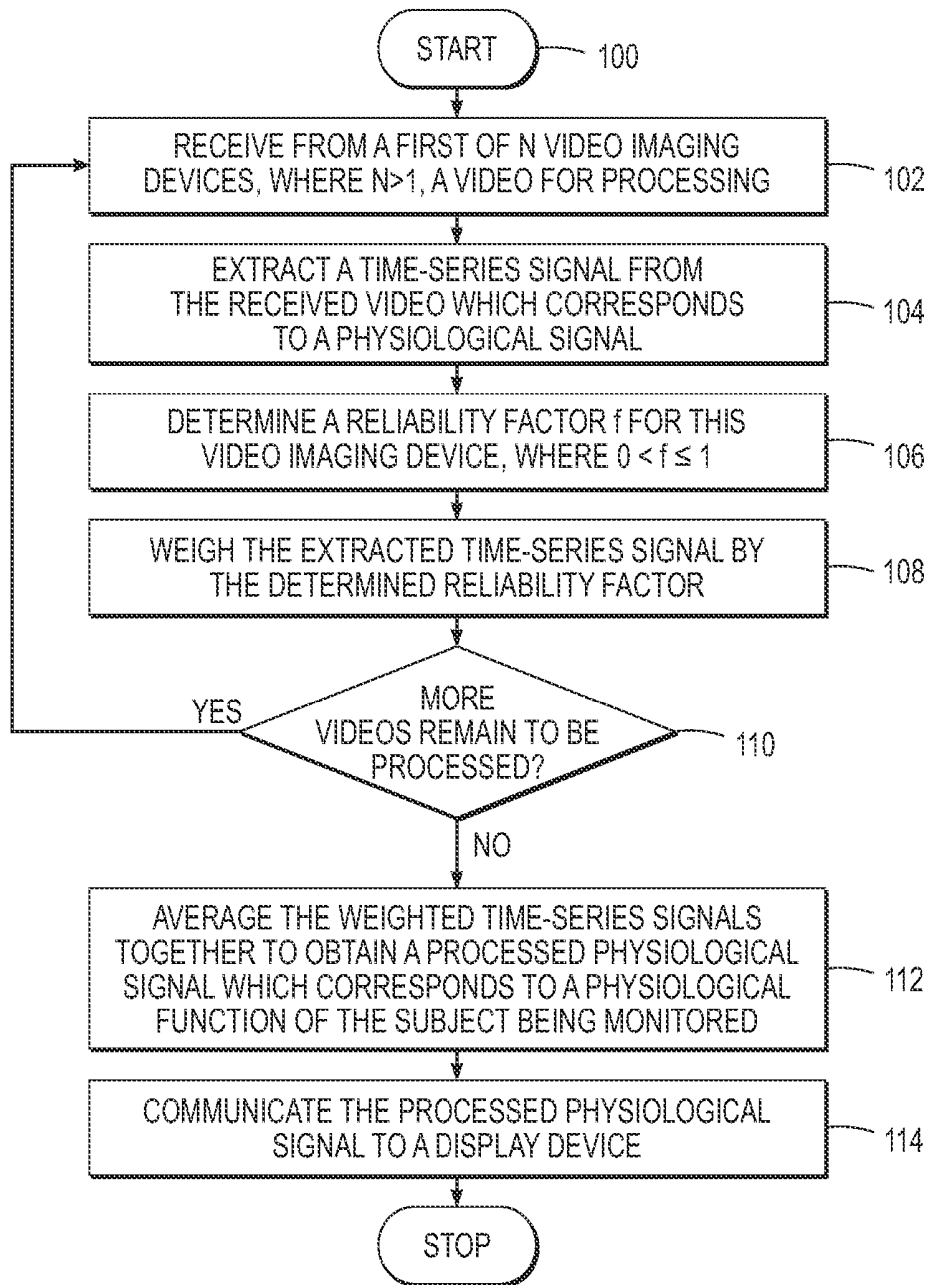 START
100
RECEIVE FROM A FIRST OF N VIDEO IMAGING
DEVICES, WHERE N>1, A VIDEO FOR PROCESSING
102
EXTRACT A TIME-SERIES SIGNAL FROM
THE RECEIVED VIDEO WHICH CORRESPONDS
TO A PHYSIOLOGICAL SIGNAL
104
DETERMINE A RELIABILITY FACTOR f FOR THIS
VIDEO IMAGING DEVICE, WHERE 0 < f ≤ 1
106
WEIGH THE EXTRACTED TIME-SERIES SIGNAL BY
THE DETERMINED RELIABILITY FACTOR
108
YES
MORE
VIDEOS REMAIN TO BE
PROCESSED?
110
NO
AVERAGE THE WEIGHTED TIME-SERIES SIGNALS
TOGETHER TO OBTAIN A PROCESSED PHYSIOLOGICAL
SIGNAL WHICH CORRESPONDS TO A PHYSIOLOGICAL
FUNCTION OF THE SUBJECT BEING MONITORED
112
COMMUNICATE THE PROCESSED PHYSIOLOGICAL
SIGNAL TO A DISPLAY DEVICE
114
STOP